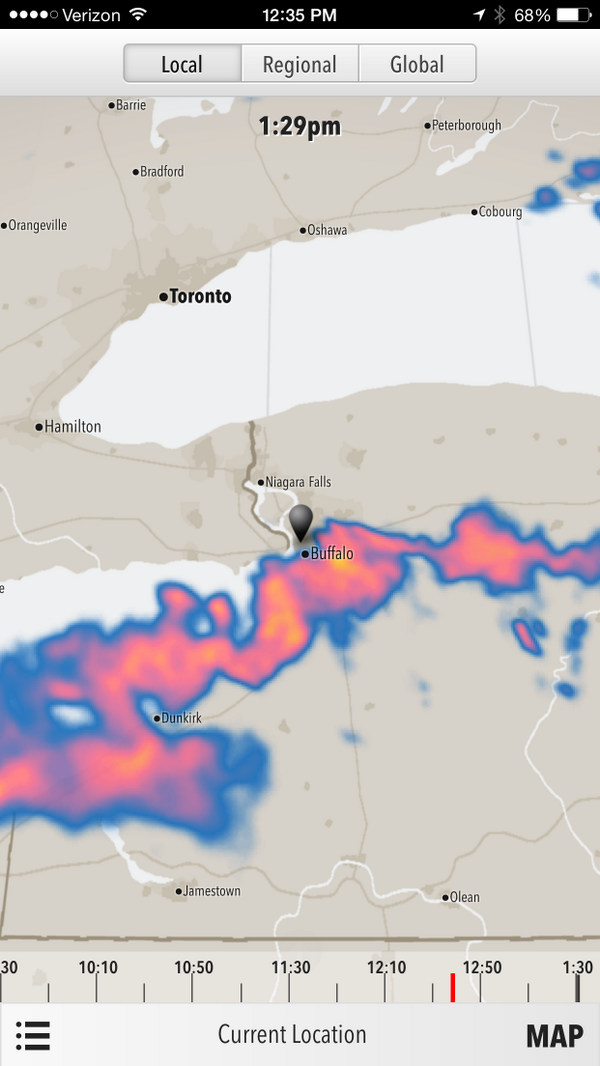 Verizon 12:35 PM 68%
Local Regional Global
Barrie
1:29pm
Peterborough
Bradford
Cobourg
Orangeville
Oshawa
Toronto
Hamilton
Niagara Falls
Buffalo
e
Dunkirk
Jamestown
Olean
30 10:10 10:50 11:30 12:10 12:50 1:30
Current Location MAP